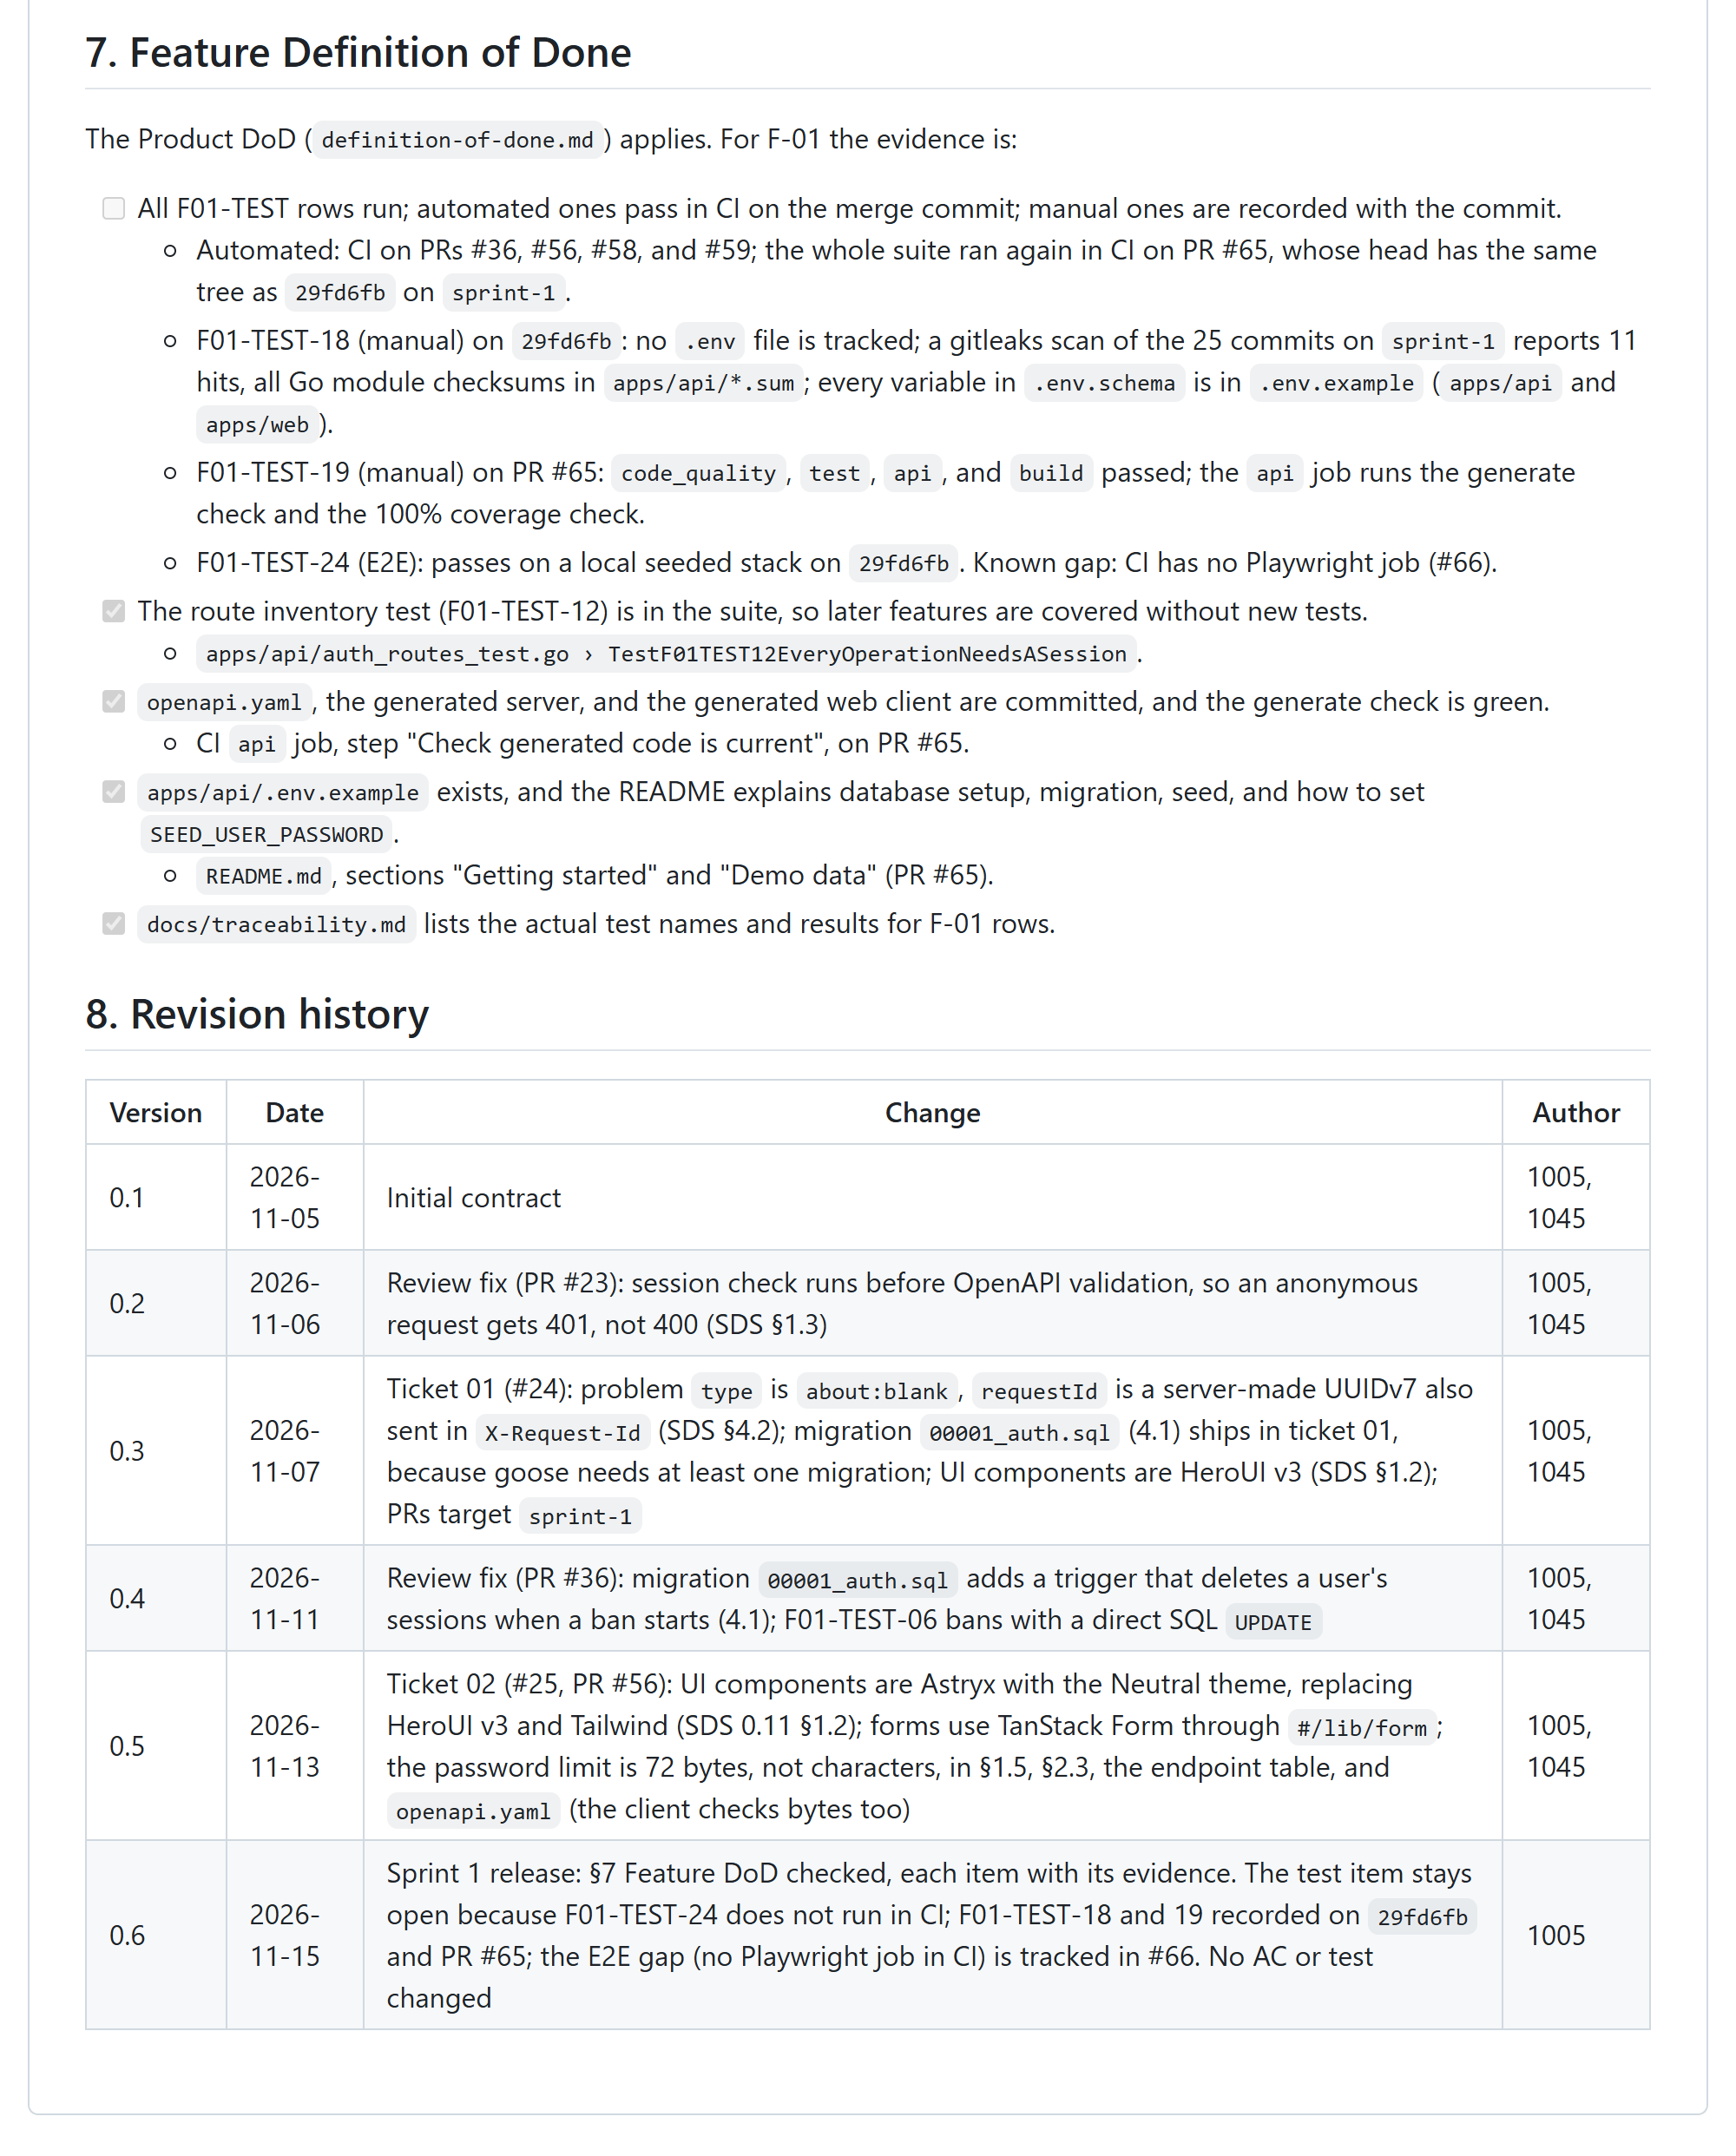 7. Feature Definition of Done
The Product DoD (definition-of-done.md) applies. For F-01 the evidence is:
All F01-TEST rows run; automated ones pass in CI on the merge commit; manual ones are recorded with the commit.
Automated: CI on PRs #36, #56, #58, and #59; the whole suite ran again in CI on PR #65, whose head has the same
tree as 29fd6fb on sprint-1.
F01-TEST-18 (manual) on 29fd6fb: no .env file is tracked; a gitleaks scan of the 25 commits on sprint-1 reports 11
hits, all Go module checksums in apps/api/*.sum; every variable in .env.schema is in .env.example (apps/api and
apps/web).
F01-TEST-19 (manual) on PR #65: code_quality, test, api, and build passed; the api job runs the generate
check and the 100% coverage check.
F01-TEST-24 (E2E): passes on a local seeded stack on 29fd6fb. Known gap: CI has no Playwright job (#66).
The route inventory test (F01-TEST-12) is in the suite, so later features are covered without new tests.
apps/api/auth_routes_test.go › TestF01TEST12EveryOperationNeedsASession.
openapi.yaml, the generated server, and the generated web client are committed, and the generate check is green.
CI api job, step "Check generated code is current", on PR #65.
apps/api/.env.example exists, and the README explains database setup, migration, seed, and how to set
SEED_USER_PASSWORD.
README.md, sections "Getting started" and "Demo data" (PR #65).
docs/traceability.md lists the actual test names and results for F-01 rows.
8. Revision history
Version Date Change Author
0.1
2026-
11-05
Initial contract
1005,
1045
0.2
2026-
11-06
Review fix (PR #23): session check runs before OpenAPI validation, so an anonymous
request gets 401, not 400 (SDS §1.3)
1005,
1045
0.3
2026-
11-07
Ticket 01 (#24): problem type is about:blank, requestId is a server-made UUIDv7 also
sent in X-Request-Id (SDS §4.2); migration 00001_auth.sql (4.1) ships in ticket 01,
because goose needs at least one migration; UI components are HeroUI v3 (SDS §1.2);
PRs target sprint-1
1005,
1045
0.4
2026-
11-11
Review fix (PR #36): migration 00001_auth.sql adds a trigger that deletes a user's
sessions when a ban starts (4.1); F01-TEST-06 bans with a direct SQL UPDATE
1005,
1045
0.5
2026-
11-13
Ticket 02 (#25, PR #56): UI components are Astryx with the Neutral theme, replacing
HeroUI v3 and Tailwind (SDS 0.11 §1.2); forms use TanStack Form through #/lib/form;
the password limit is 72 bytes, not characters, in §1.5, §2.3, the endpoint table, and
openapi.yaml (the client checks bytes too)
1005,
1045
0.6
2026-
11-15
Sprint 1 release: §7 Feature DoD checked, each item with its evidence. The test item stays
open because F01-TEST-24 does not run in CI; F01-TEST-18 and 19 recorded on 29fd6fb
and PR #65; the E2E gap (no Playwright job in CI) is tracked in #66. No AC or test
changed
1005